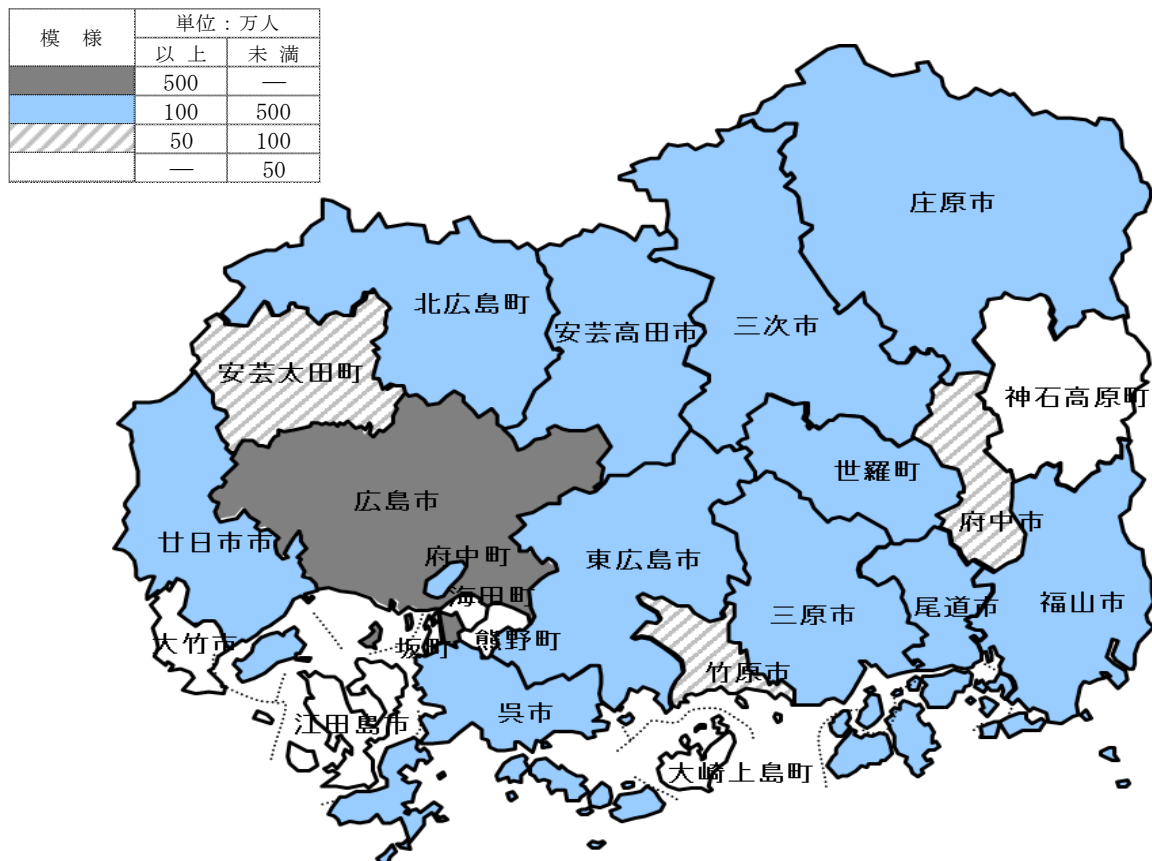 模様
単位：万人
以上 未満
500 —
100 500
50 100
— 50
庄原市
北広島町
安芸高田市
三次市
安芸太田町
神石高原町
世羅町
広島市
府中市
廿日市市
府中町
東広島市
海田町
尾道市
福山市
三原市
大竹市
坂町
熊野町
竹原市
呉市
江田島市
大崎上島町